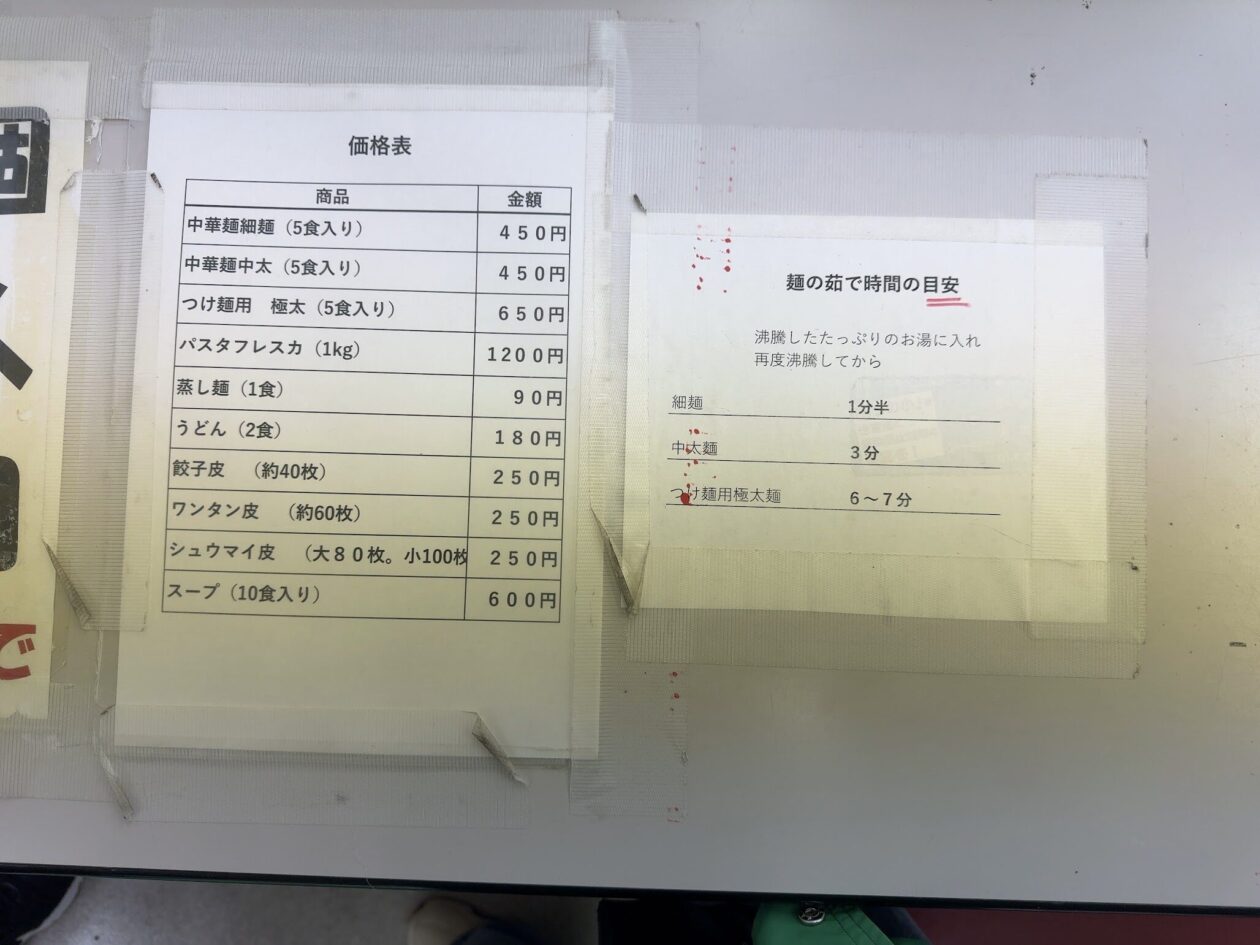 価格表
商品 金額
中華麺細麺（5食入り） ４５０円
中華麺中太（5食入り） ４５０円
つけ麺用　極太（5食入り） ６５０円
パスタフレスカ（1kg） １２００円
蒸し麺（1食） ９０円
うどん（2食） １８０円
餃子皮　（約40枚） ２５０円
ワンタン皮　（約60枚） ２５０円
シュウマイ皮　（大８０枚。小100枚 ２５０円
スープ（10食入り） ６００円
麺の茹で時間の目安
沸騰したたっぷりのお湯に入れ
再度沸騰してから
細麺 1分半
中太麺 ３分
つけ麺用極太麺 ６～７分